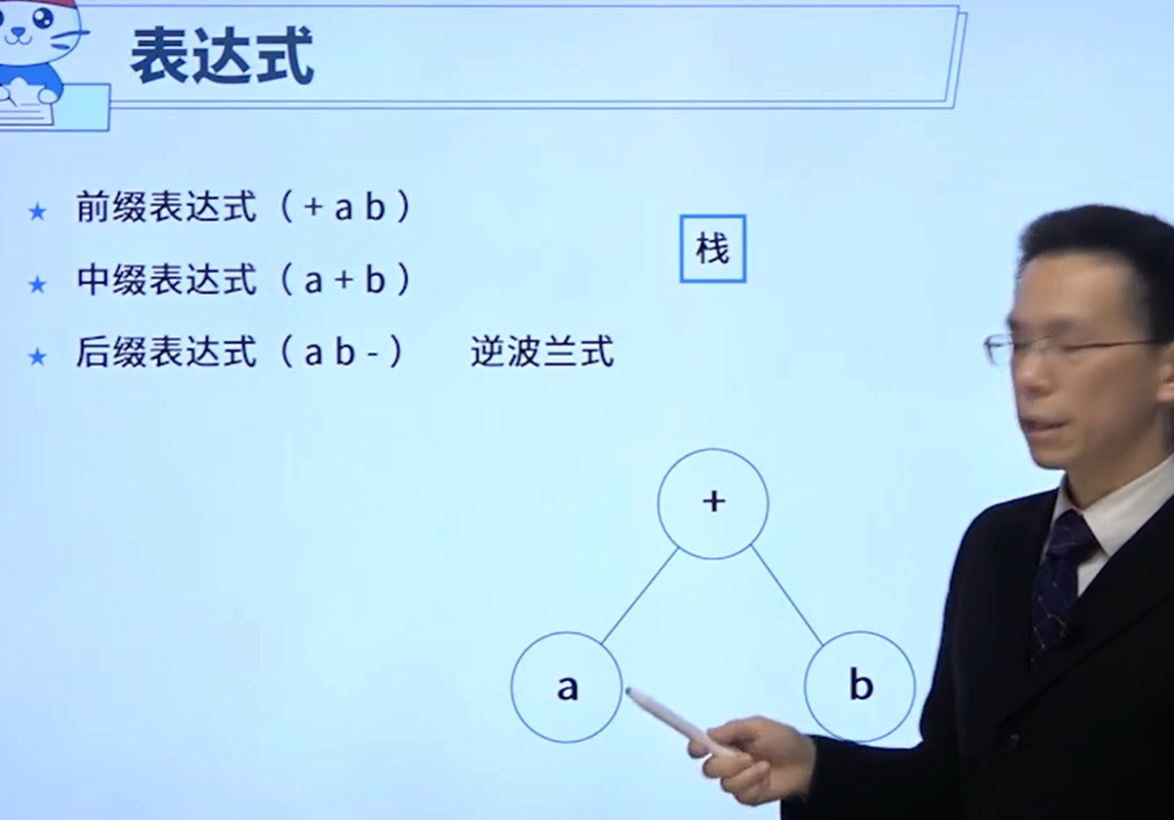 表达式
前缀表达式（+ a b）
栈
中缀表达式（a + b）
后缀表达式（a b -） 逆波兰式
+
a
b